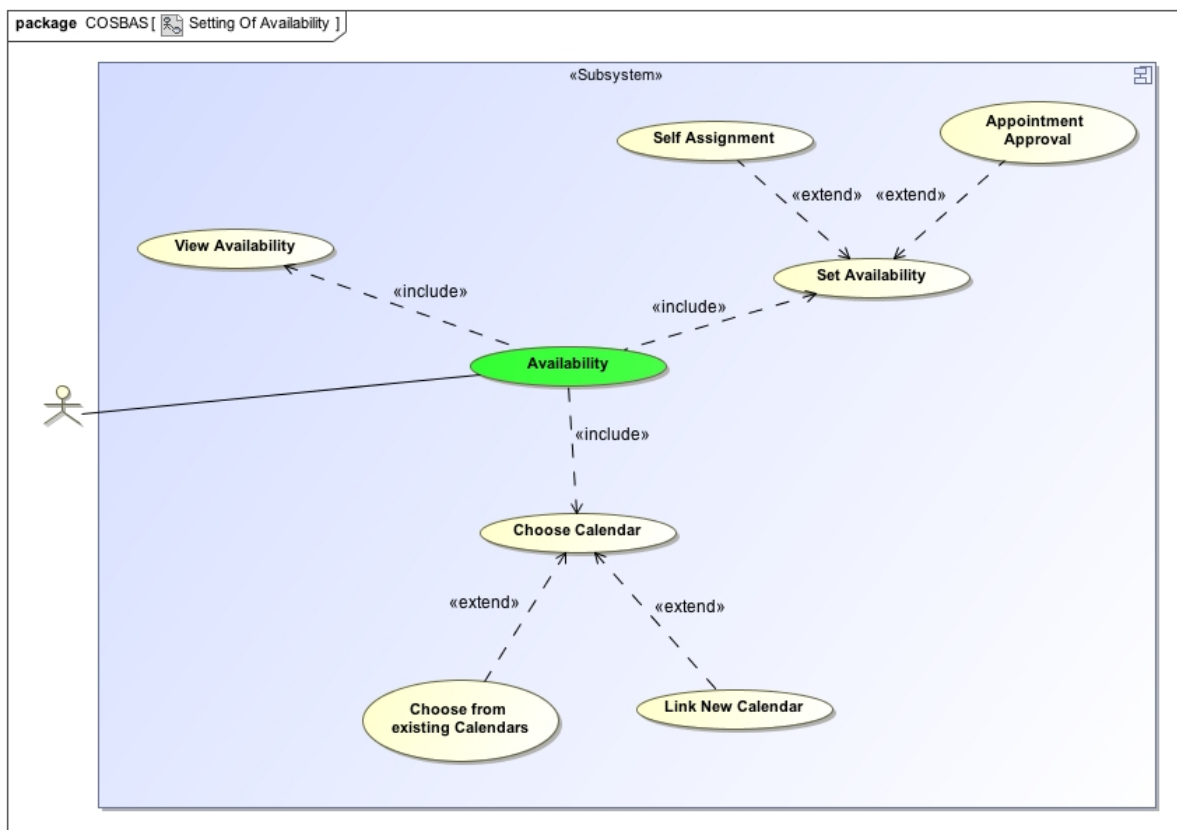 package COSBAS [ Setting Of Availability ]
«Subsystem»
Self Assignment
Appointment
Approval
«extend»
«extend»
View Availability
Set Availability
«include»
«include»
Availability
«include»
Choose Calendar
«extend»
«extend»
Choose from
existing Calendars
Link New Calendar